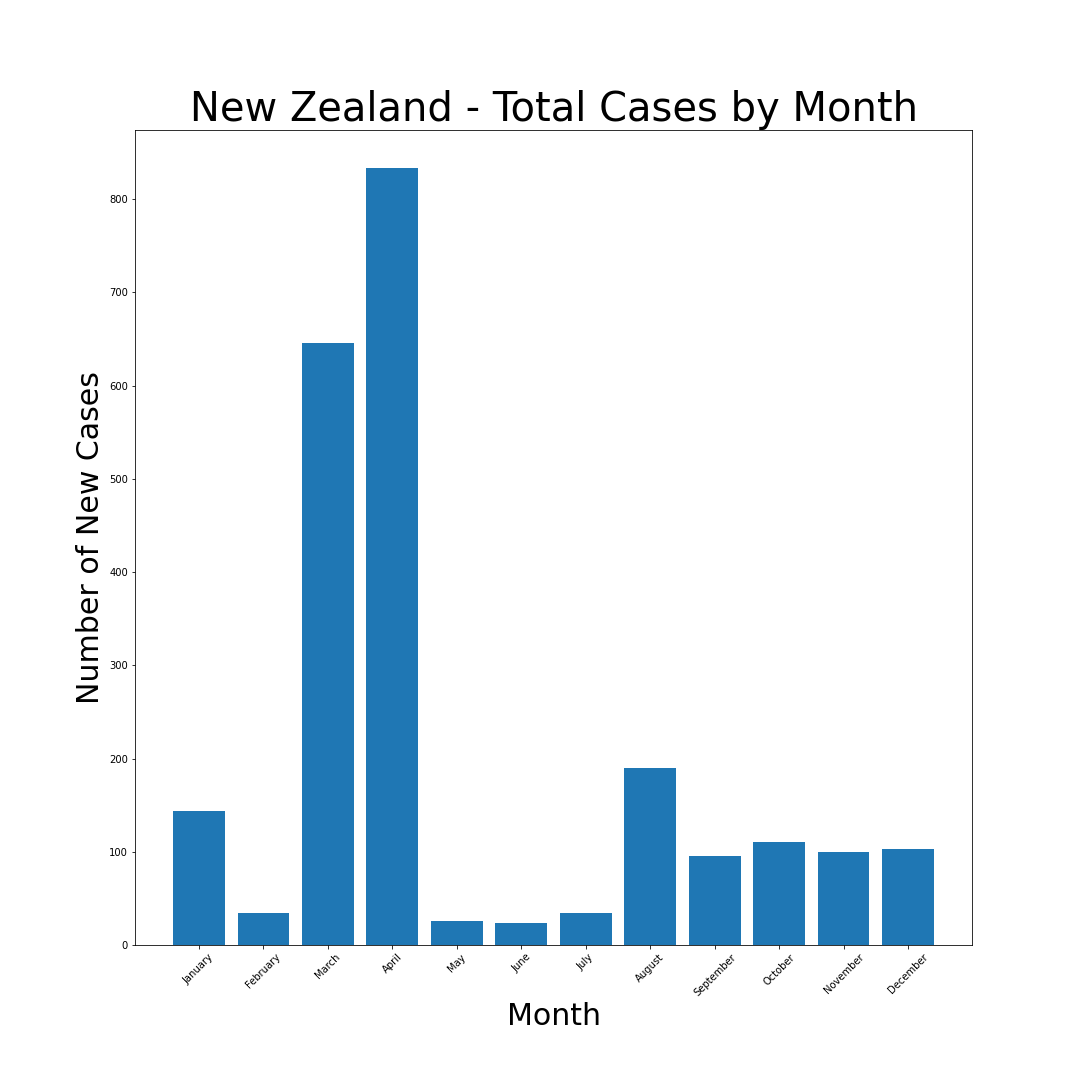 New Zealand - Total Cases by Month
Number of New Cases
800
700
600
500
400
300
200
100
0
January
February
March
April
May
June
July
August
September
October
November
December
Month